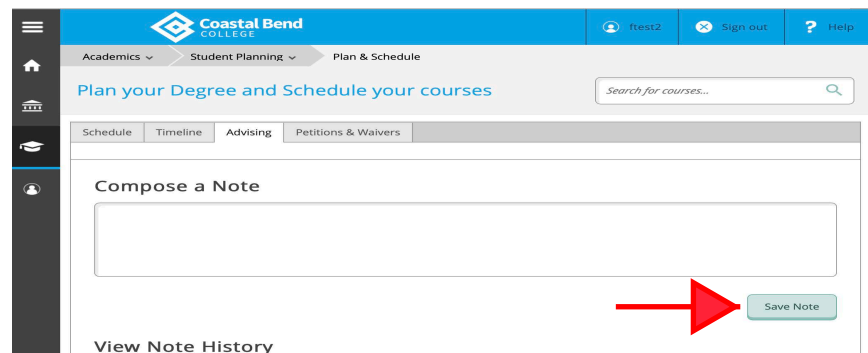 Coastal Bend
COLLEGE
ftest2 Sign out ? Help
Academics Student Planning Plan & Schedule
Plan your Degree and Schedule your courses
Search for courses...
Schedule Timeline Advising Petitions & Waivers
Compose a Note
Save Note
View Note History